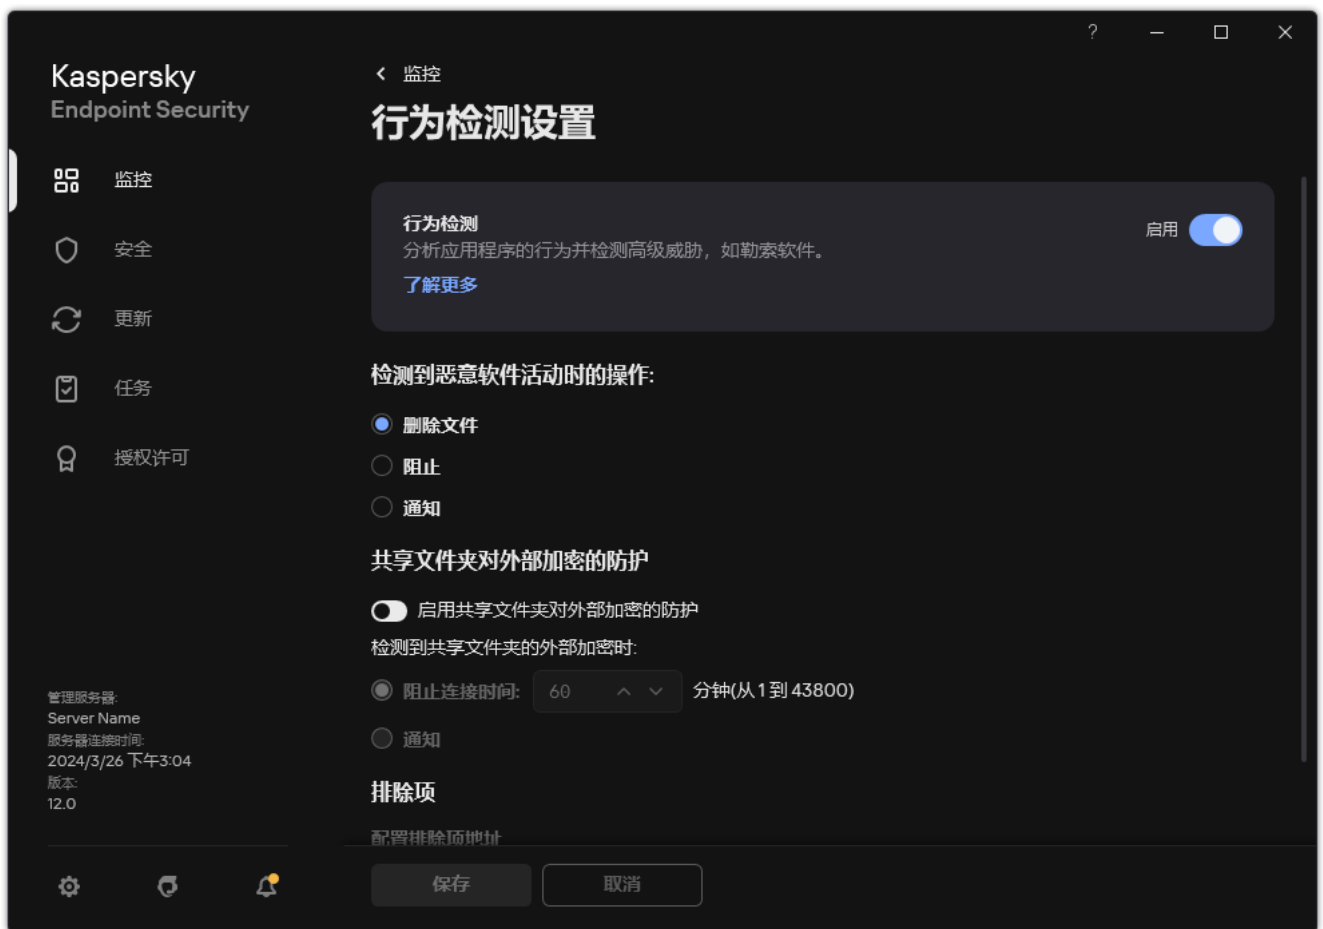 ?
Kaspersky
Endpoint Security
监控
安全
更新
任务
授权许可
管理服务器:
Server Name
服务器连接时间:
2024/3/26 下午3:04
版本:
12.0
监控
行为检测设置
行为检测
分析应用程序的行为并检测高级威胁，如勒索软件。
了解更多
启用
检测到恶意软件活动时的操作:
删除文件
阻止
通知
共享文件夹对外部加密的防护
启用共享文件夹对外部加密的防护
检测到共享文件夹的外部加密时:
阻止连接时间: 60 分钟(从 1 到 43800)
通知
排除项
配置排除项地址
保存
取消